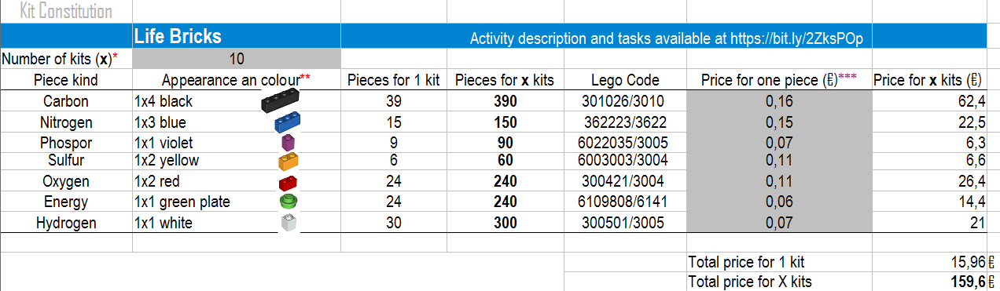 Kit Constitution
Life Bricks Activity description and tasks available at https://bit.ly/2ZksPOp
Number of kits (x)* 10
Piece kind Appearance an colour** Pieces for 1 kit Pieces for x kits Lego Code Price for one piece (£)*** Price for x kits (£)
Carbon 1x4 black 39 390 301026/3010 0,16 62,4
Nitrogen 1x3 blue 15 150 362223/3622 0,15 22,5
Phospor 1x1 violet 9 90 6022035/3005 0,07 6,3
Sulfur 1x2 yellow 6 60 6003003/3004 0,11 6,6
Oxygen 1x2 red 24 240 300421/3004 0,11 26,4
Energy 1x1 green plate 24 240 6109808/6141 0,06 14,4
Hydrogen 1x1 white 30 300 300501/3005 0,07 21
Total price for 1 kit 15,96 £
Total price for X kits 159,6 £